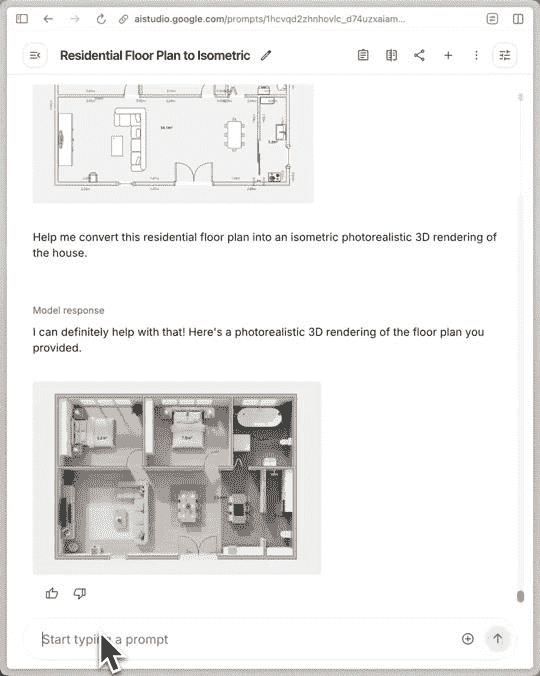 aistudio.google.com/prompts/1hcvqd2zhnhovlc_d74uzxaiam...
Residential Floor Plan to Isometric
Help me convert this residential floor plan into an isometric photorealistic 3D rendering of
the house.
Model response
I can definitely help with that! Here's a photorealistic 3D rendering of the floor plan you
provided.
Start typing a prompt